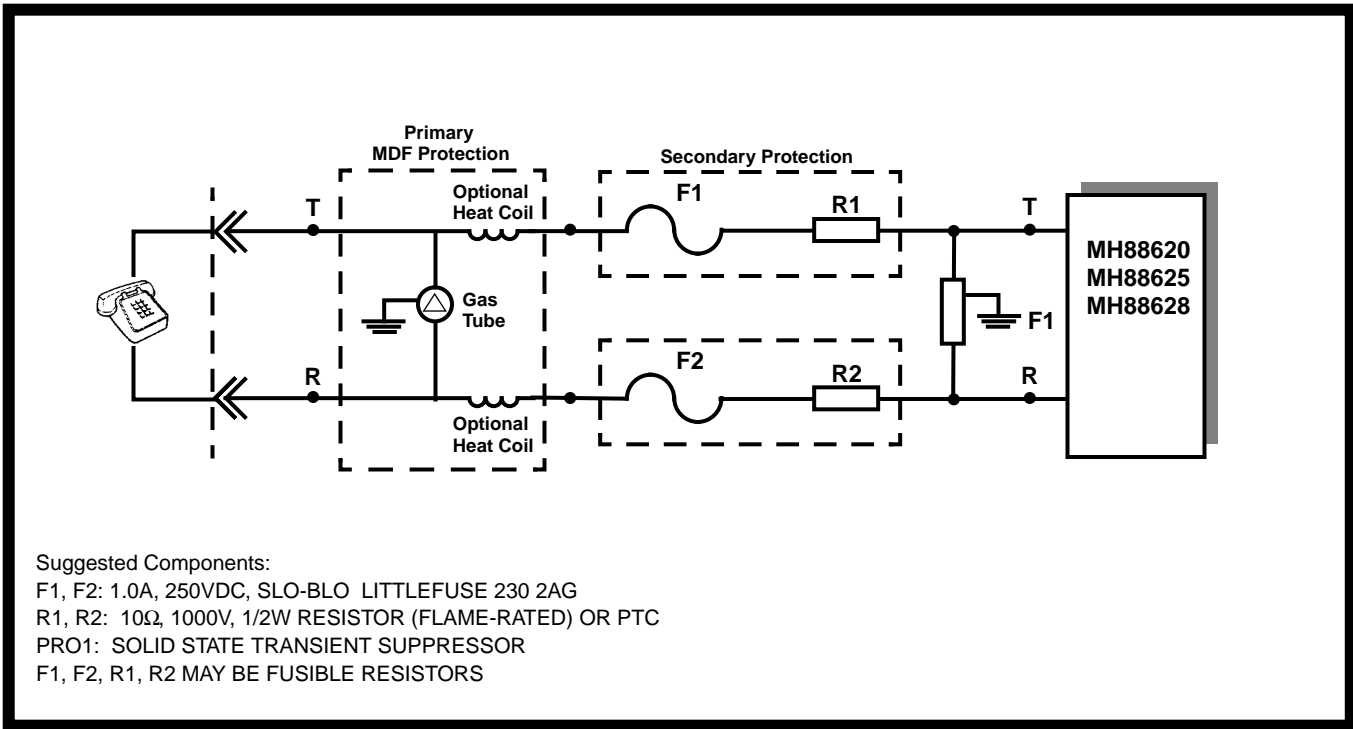 Primary
MDF Protection
Secondary Protection
Optional
Heat Coil
F1
R1
T
T
MH88620
MH88625
MH88628
Gas
Tube
F1
F2
R2
R
R
Optional
Heat Coil
Suggested Components:
F1, F2: 1.0A, 250VDC, SLO-BLO LITTLEFUSE 230 2AG
R1, R2: 10Ω, 1000V, 1/2W RESISTOR (FLAME-RATED) OR PTC
PRO1: SOLID STATE TRANSIENT SUPPRESSOR
F1, F2, R1, R2 MAY BE FUSIBLE RESISTORS